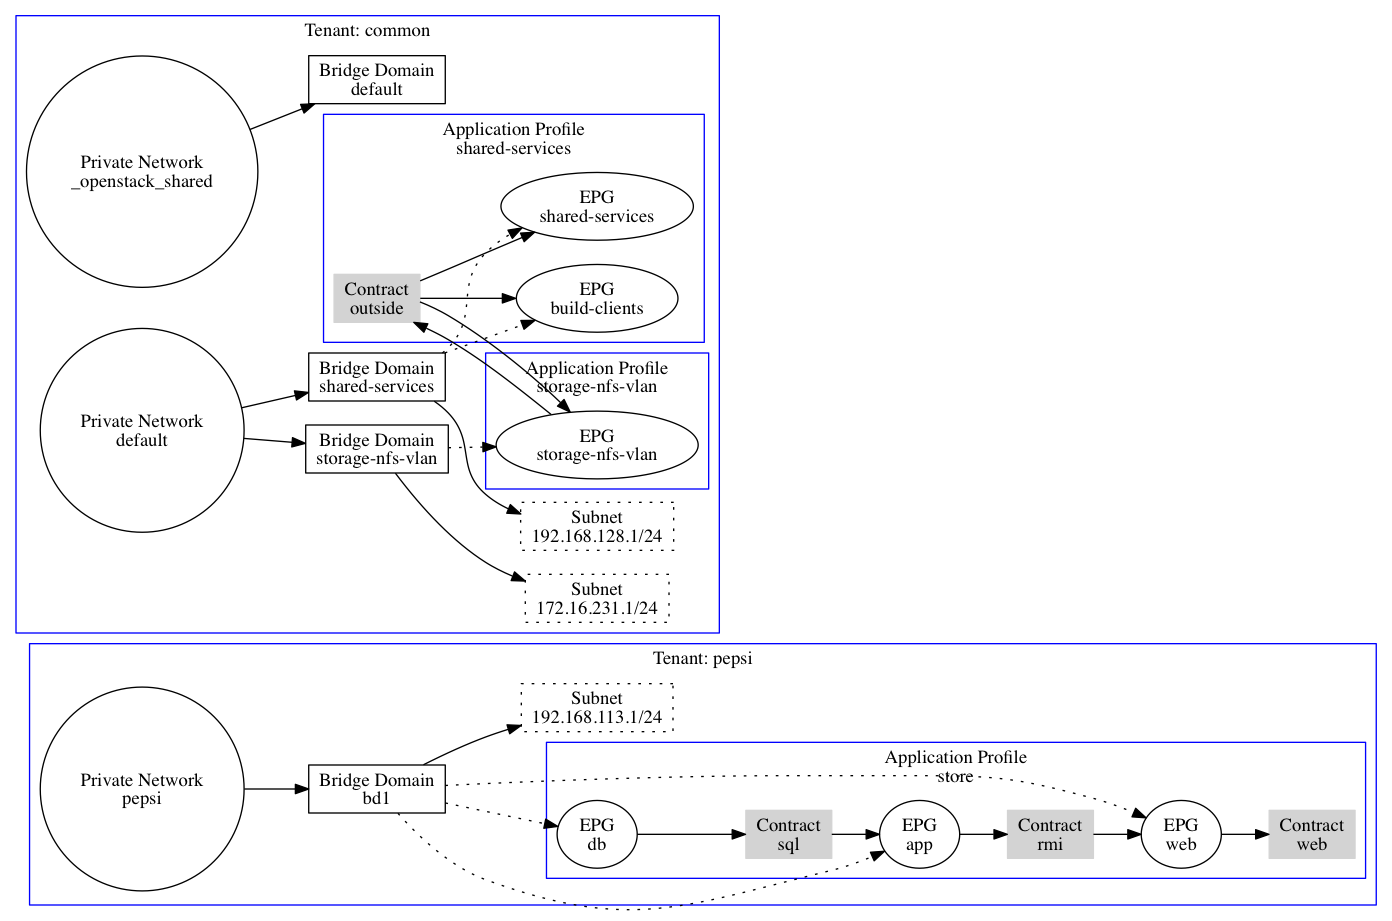 Tenant: common
Bridge Domain
default
Private Network
_openstack_shared
Application Profile
shared-services
EPG
shared-services
Contract
outside
EPG
build-clients
Bridge Domain
shared-services
Application Profile
storage-nfs-vlan
Private Network
default
Bridge Domain
storage-nfs-vlan
EPG
storage-nfs-vlan
Subnet
192.168.128.1/24
Subnet
172.16.231.1/24
Tenant: pepsi
Subnet
192.168.113.1/24
Private Network
pepsi
Bridge Domain
bd1
Application Profile
store
EPG
db
Contract
sql
EPG
app
Contract
rmi
EPG
web
Contract
web